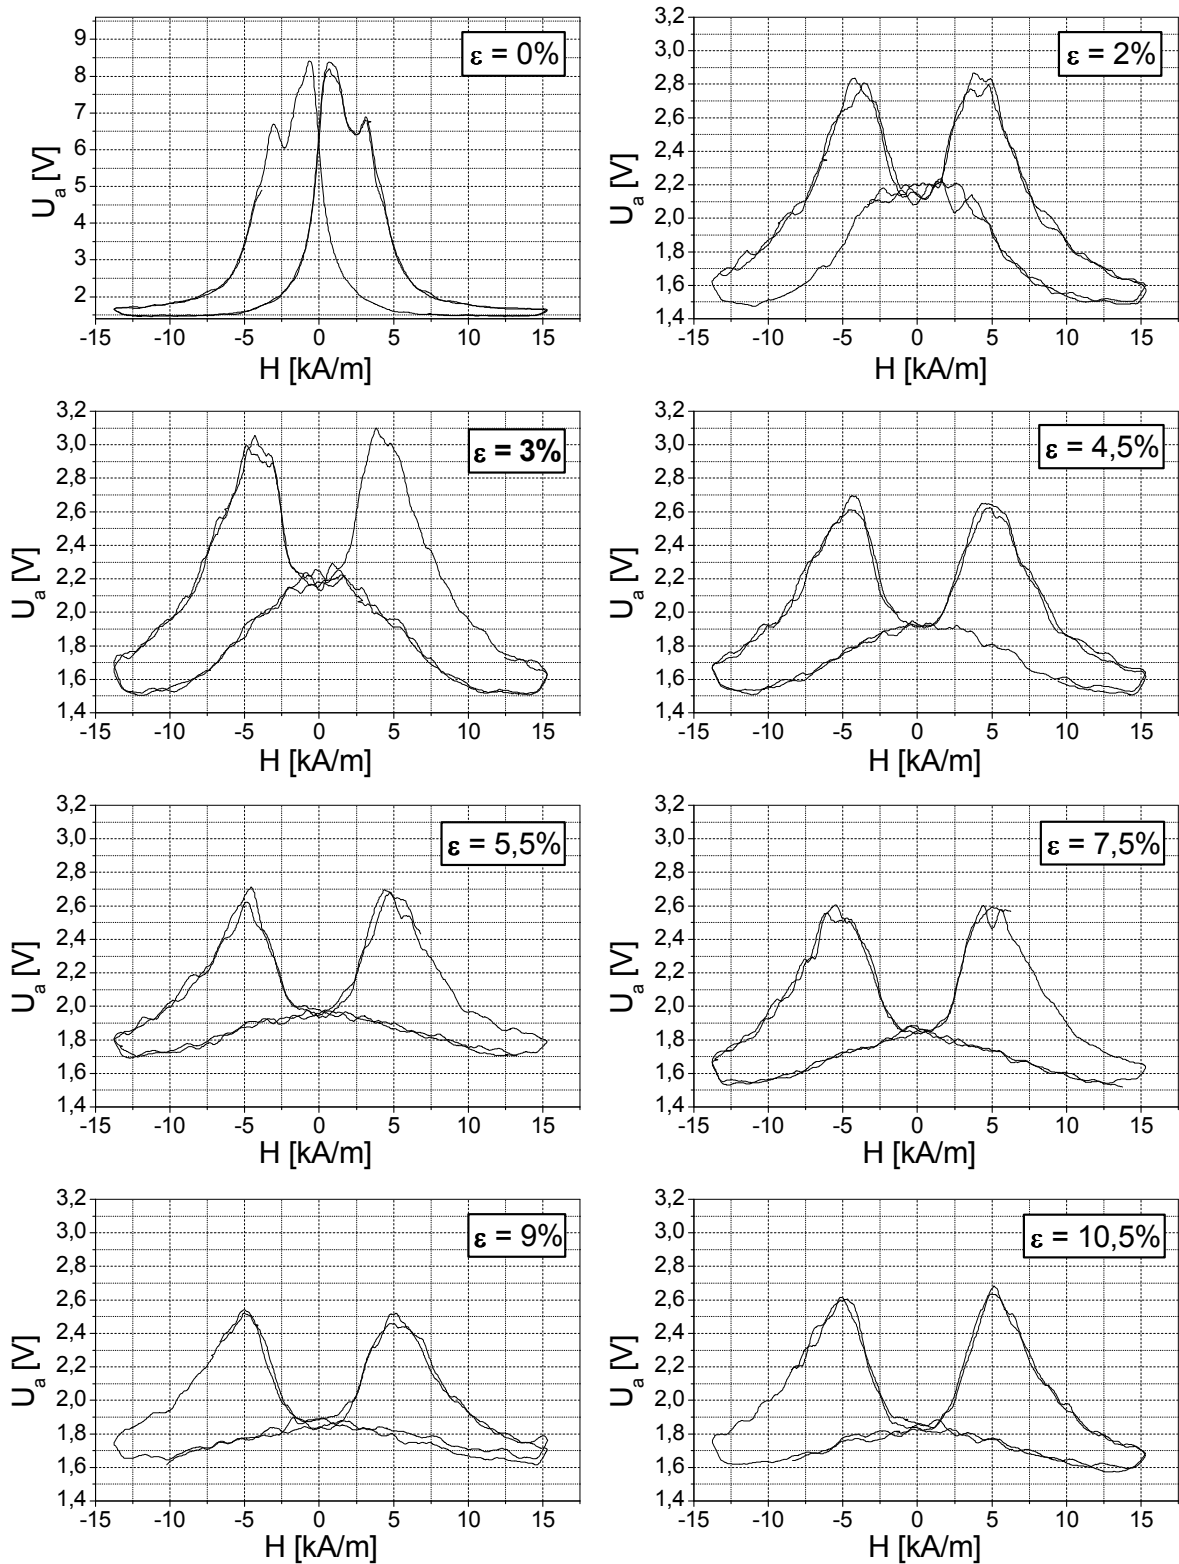 ε = 0%
U_a [V]
9
8
7
6
5
4
3
2
-15 -10 -5 0 5 10 15
H [kA/m]
ε = 2%
U_a [V]
3,2
3,0
2,8
2,6
2,4
2,2
2,0
1,8
1,6
1,4
-15 -10 -5 0 5 10 15
H [kA/m]
ε = 3%
U_a [V]
3,2
3,0
2,8
2,6
2,4
2,2
2,0
1,8
1,6
1,4
-15 -10 -5 0 5 10 15
H [kA/m]
ε = 4,5%
U_a [V]
3,2
3,0
2,8
2,6
2,4
2,2
2,0
1,8
1,6
1,4
-15 -10 -5 0 5 10 15
H [kA/m]
ε = 5,5%
U_a [V]
3,2
3,0
2,8
2,6
2,4
2,2
2,0
1,8
1,6
1,4
-15 -10 -5 0 5 10 15
H [kA/m]
ε = 7,5%
U_a [V]
3,2
3,0
2,8
2,6
2,4
2,2
2,0
1,8
1,6
1,4
-15 -10 -5 0 5 10 15
H [kA/m]
ε = 9%
U_a [V]
3,2
3,0
2,8
2,6
2,4
2,2
2,0
1,8
1,6
1,4
-15 -10 -5 0 5 10 15
H [kA/m]
ε = 10,5%
U_a [V]
3,2
3,0
2,8
2,6
2,4
2,2
2,0
1,8
1,6
1,4
-15 -10 -5 0 5 10 15
H [kA/m]